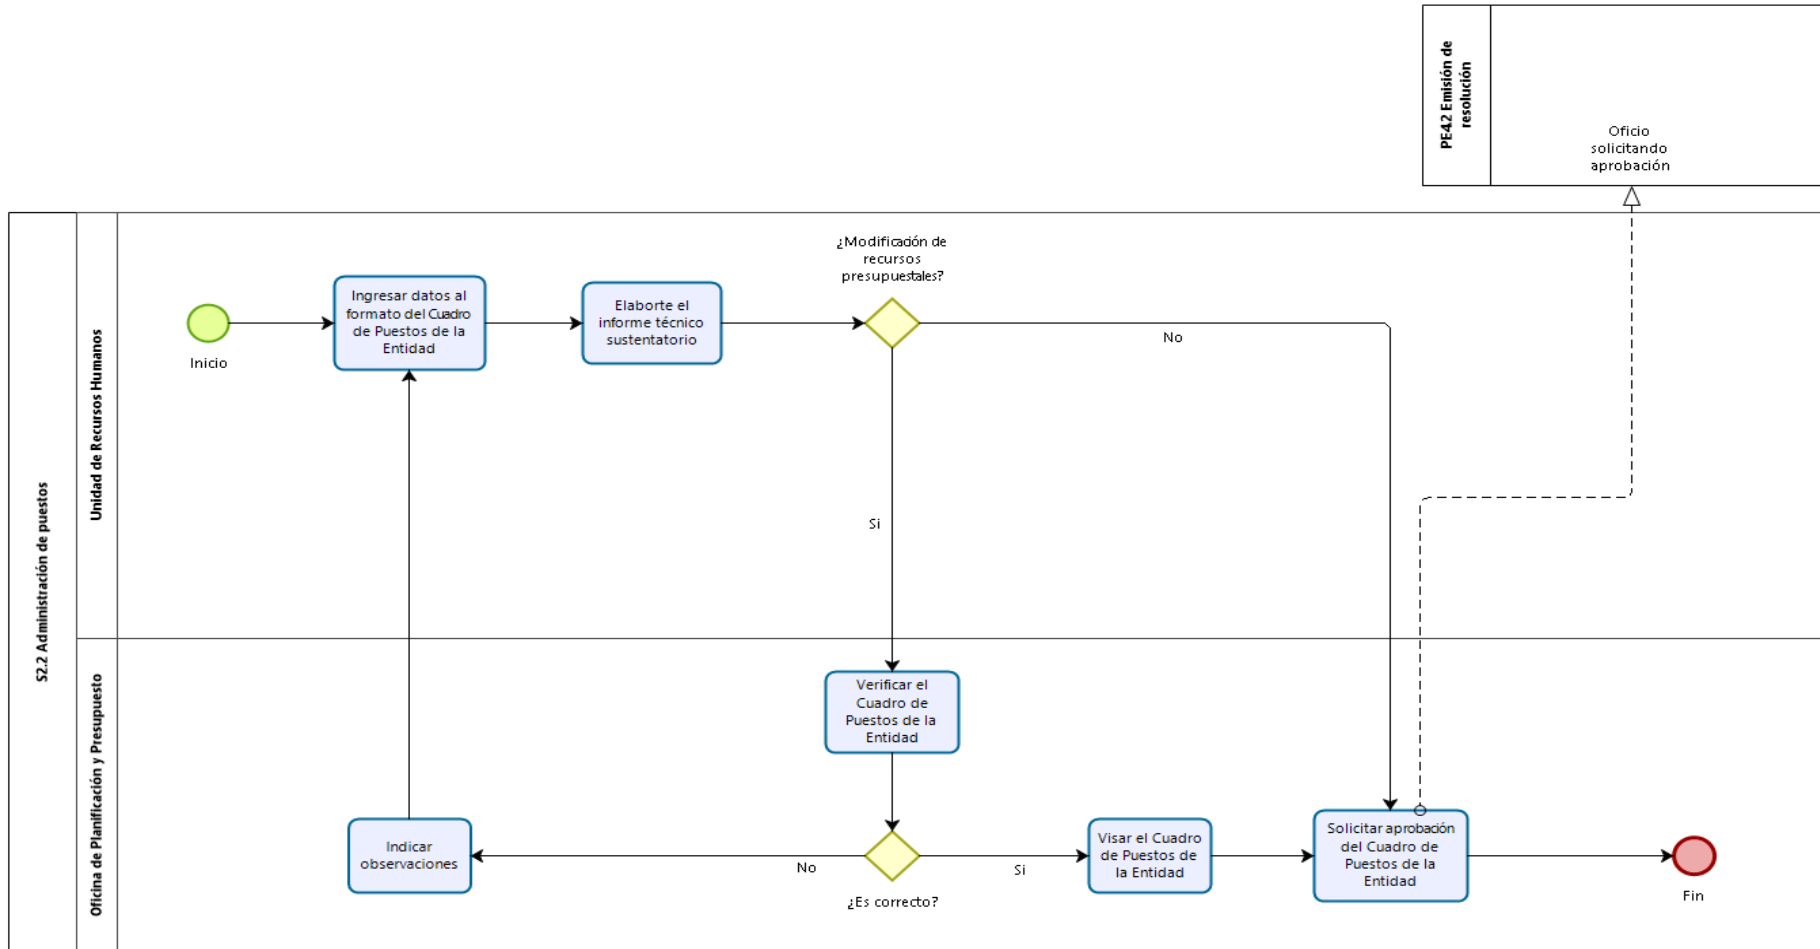 PE4.2 Emisión de
resolución
Oficio
solicitando
aprobación
S2.2 Administración de puestos
Unidad de Recursos Humanos
¿Modificación de
recursos
presupuestales?
Ingresar datos al
formato del Cuadro
de Puestos de la
Entidad
Elaborte el
informe técnico
sustentatorio
Inicio
No
Si
Oficina de Planificación y Presupuesto
Verificar el
Cuadro de
Puestos de la
Entidad
Indicar
observaciones
No
¿Es correcto?
Si
Visar el Cuadro
de Puestos de
la Entidad
Solicitar aprobación
del Cuadro de
Puestos de la
Entidad
Fin